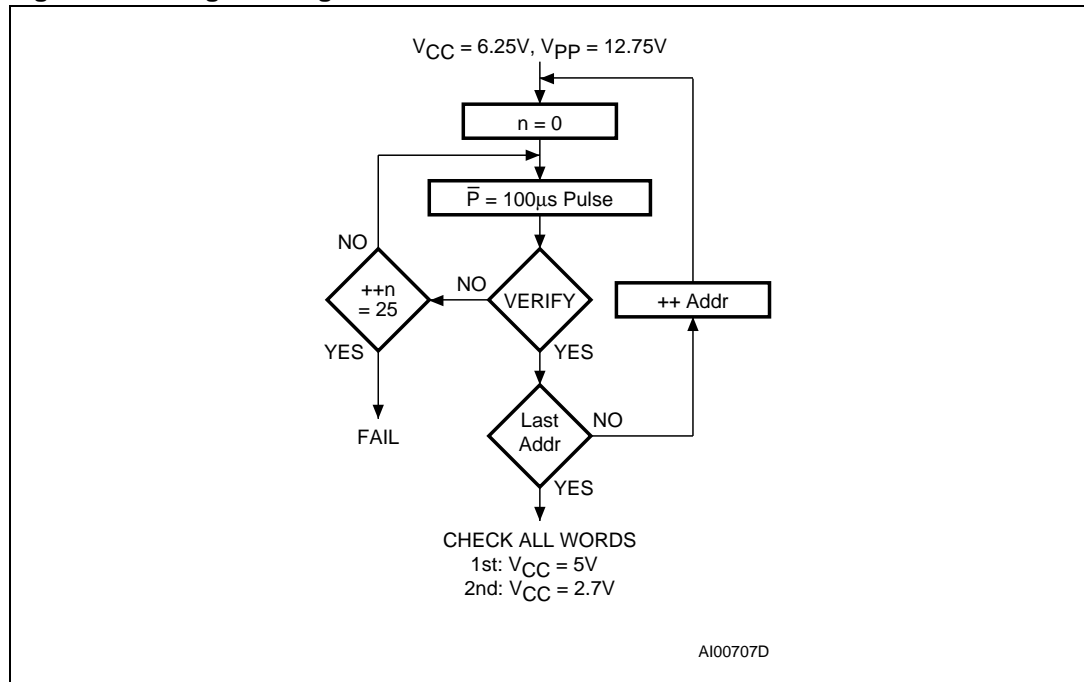 VCC = 6.25V, VPP = 12.75V
n = 0
P̅ = 100μs Pulse
NO
++n
= 25
NO
VERIFY
++ Addr
YES
YES
FAIL
Last
Addr
NO
YES
CHECK ALL WORDS
1st: VCC = 5V
2nd: VCC = 2.7V
AI00707D